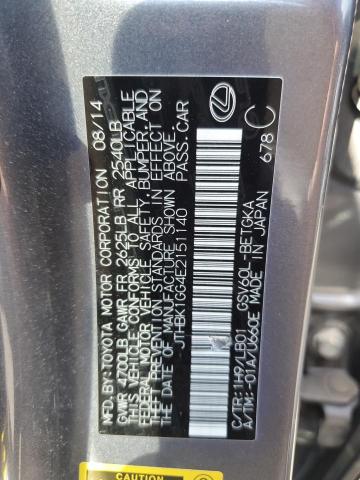 MFD.BY:TOYOTA MOTOR CORPORATION 08/14
GVWR 4700LB GAWR FR 2625LB RR 2540LB
THIS VEHICLE CONFORMS TO ALL APPLICABLE
FEDERAL MOTOR VEHICLE SAFETY, BUMPER, AND
THEFT PREVENTION STANDARDS IN EFFECT ON
THE DATE OF MANUFACTURE SHOWN ABOVE.
JTHBK1GG4E2151140 PASS.CAR
C/TR: 1H9/LB01 GSV60L-BETGKA
A/TM: -01A/U660E MADE IN JAPAN 678 C
CAUTION